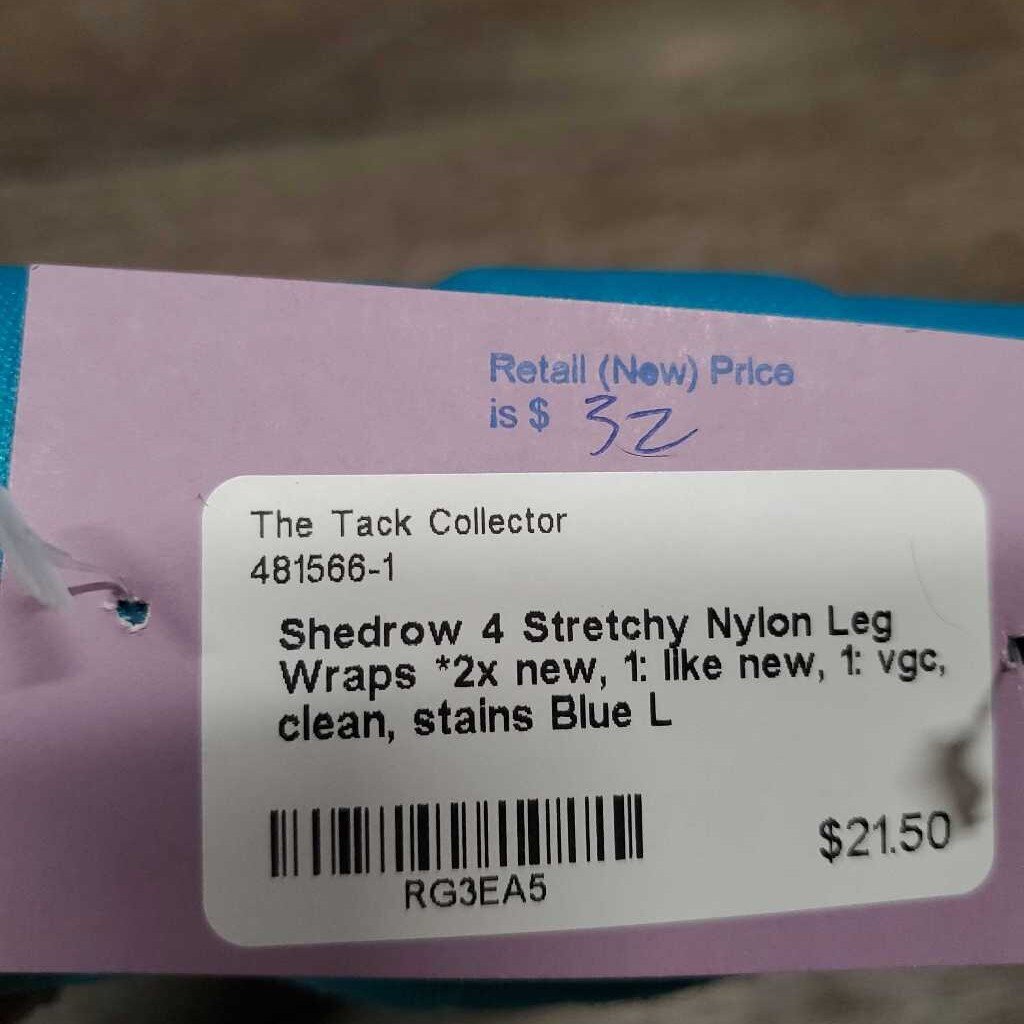 Retail (New) Price
is $ 32
The Tack Collector
481566-1
Shedrow 4 Stretchy Nylon Leg
Wraps *2x new, 1: like new, 1: vgc,
clean, stains Blue L
$21.50
RG3EA5